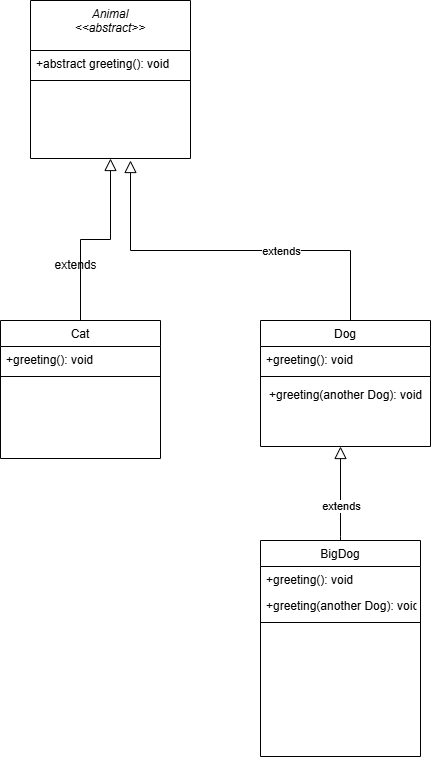 Animal
<<abstract>>
+abstract greeting(): void
extends
extends
Cat
+greeting(): void
Dog
+greeting(): void
+greeting(another Dog): void
extends
BigDog
+greeting(): void
+greeting(another Dog): voic